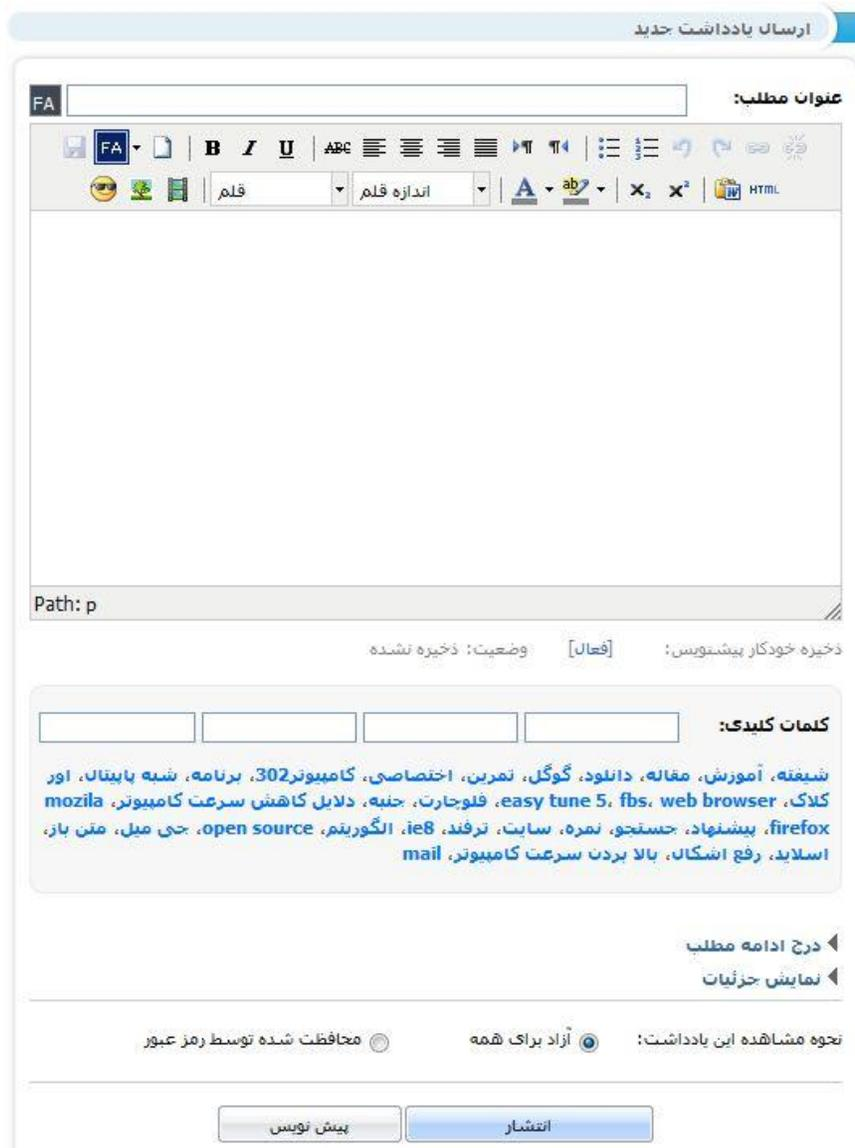 ارسال یادداشت جدید
عنوان مطلب: FA
FA B I U ABC
قلم اندازه قلم A ab x₂ x² HTML
Path: p
ذخیره خودکار پیشنویس: [فعال] وضعیت: ذخیره نشده
کلمات کلیدی:
شیفته، آموزش، مقاله، دانلود، گوگل، تمرین، اختصاصی، کامپیوتر302، برنامه، شبه پاپیتال، اور
کلاک، easy tune 5، fbs، web browser، فلوچارت، جنبه، دلایل کاهش سرعت کامپیوتر، mozila
firefox، پیشنهاد، جستجو، نمره، سایت، ترفند، ie8، الگوریتم، open source، جی میل، متن باز،
اسلاید، رفع اشکال، بالا بردن سرعت کامپیوتر، mail
درج ادامه مطلب
نمایش جزئیات
نحوه مشاهده این یادداشت: آزاد برای همه محافظت شده توسط رمز عبور
انتشار پیش نویس